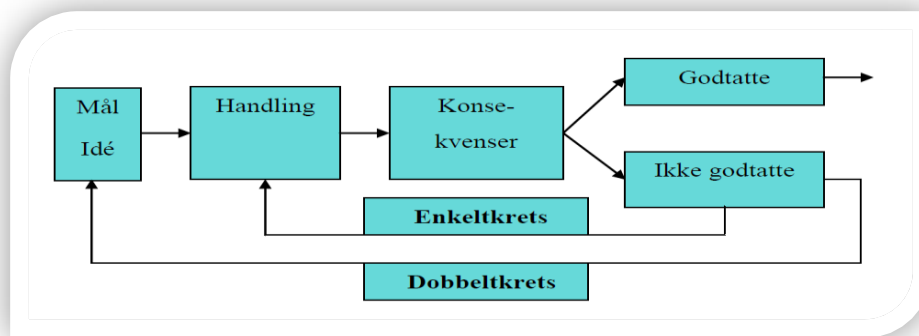 Mål
Idé
Handling
Konse-
kvenser
Godtatte
Ikke godtatte
Enkeltkrets
Dobbeltkrets